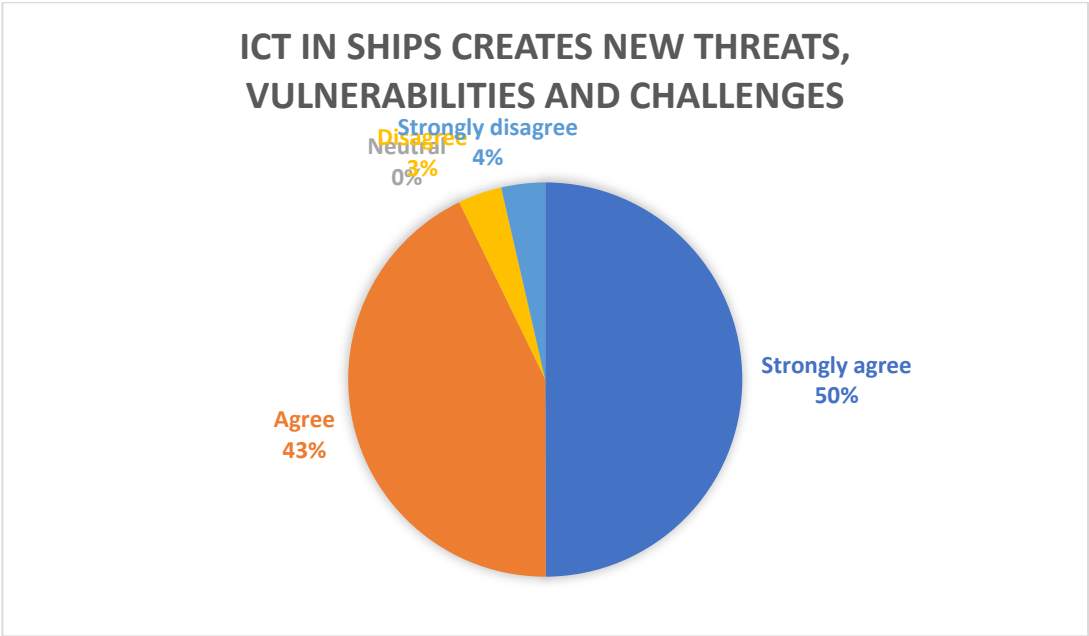 ICT IN SHIPS CREATES NEW THREATS,
VULNERABILITIES AND CHALLENGES
Strongly disagree
4%
Disagree
3%
Neutral
0%
Strongly agree
50%
Agree
43%